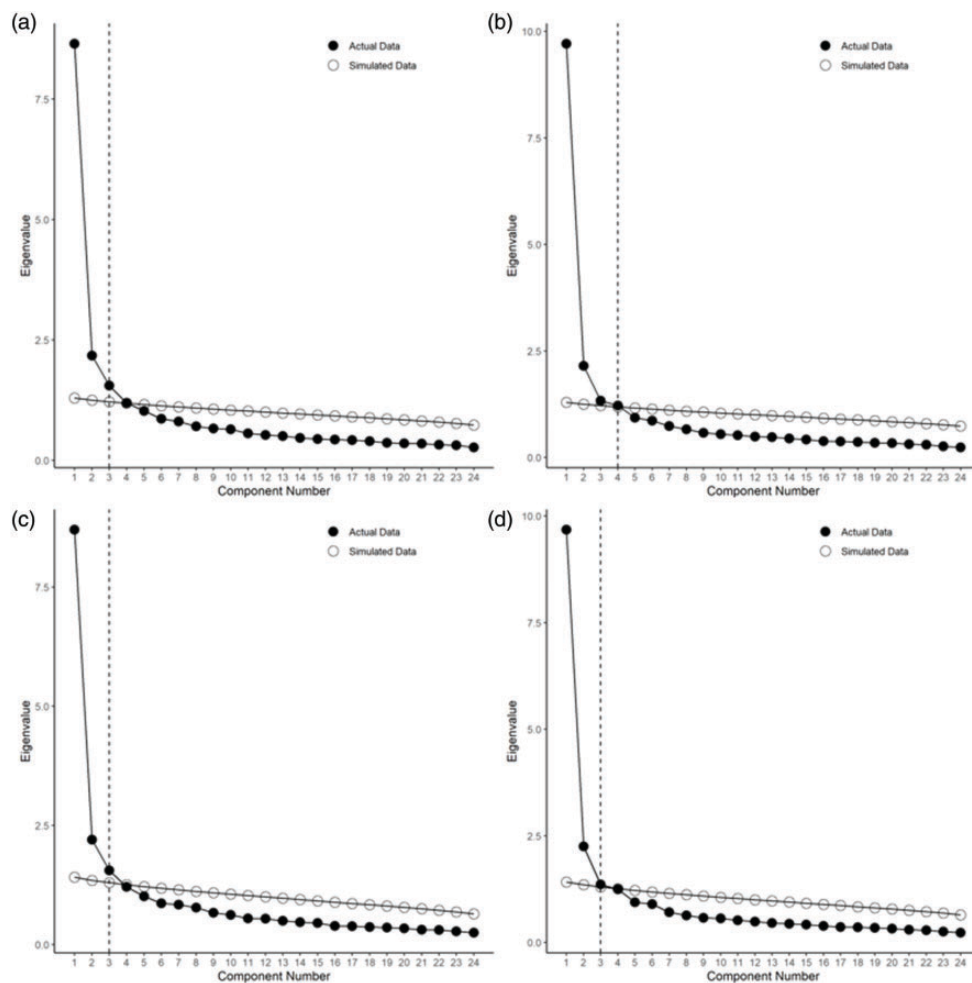 (a)
Actual Data
Simulated Data
7.5
5.0
2.5
0.0
Eigenvalue
1 2 3 4 5 6 7 8 9 10 11 12 13 14 15 16 17 18 19 20 21 22 23 24
Component Number
(b)
Actual Data
Simulated Data
10.0
7.5
5.0
2.5
0.0
Eigenvalue
1 2 3 4 5 6 7 8 9 10 11 12 13 14 15 16 17 18 19 20 21 22 23 24
Component Number
(c)
Actual Data
Simulated Data
7.5
5.0
2.5
0.0
Eigenvalue
1 2 3 4 5 6 7 8 9 10 11 12 13 14 15 16 17 18 19 20 21 22 23 24
Component Number
(d)
Actual Data
Simulated Data
10.0
7.5
5.0
2.5
0.0
Eigenvalue
1 2 3 4 5 6 7 8 9 10 11 12 13 14 15 16 17 18 19 20 21 22 23 24
Component Number